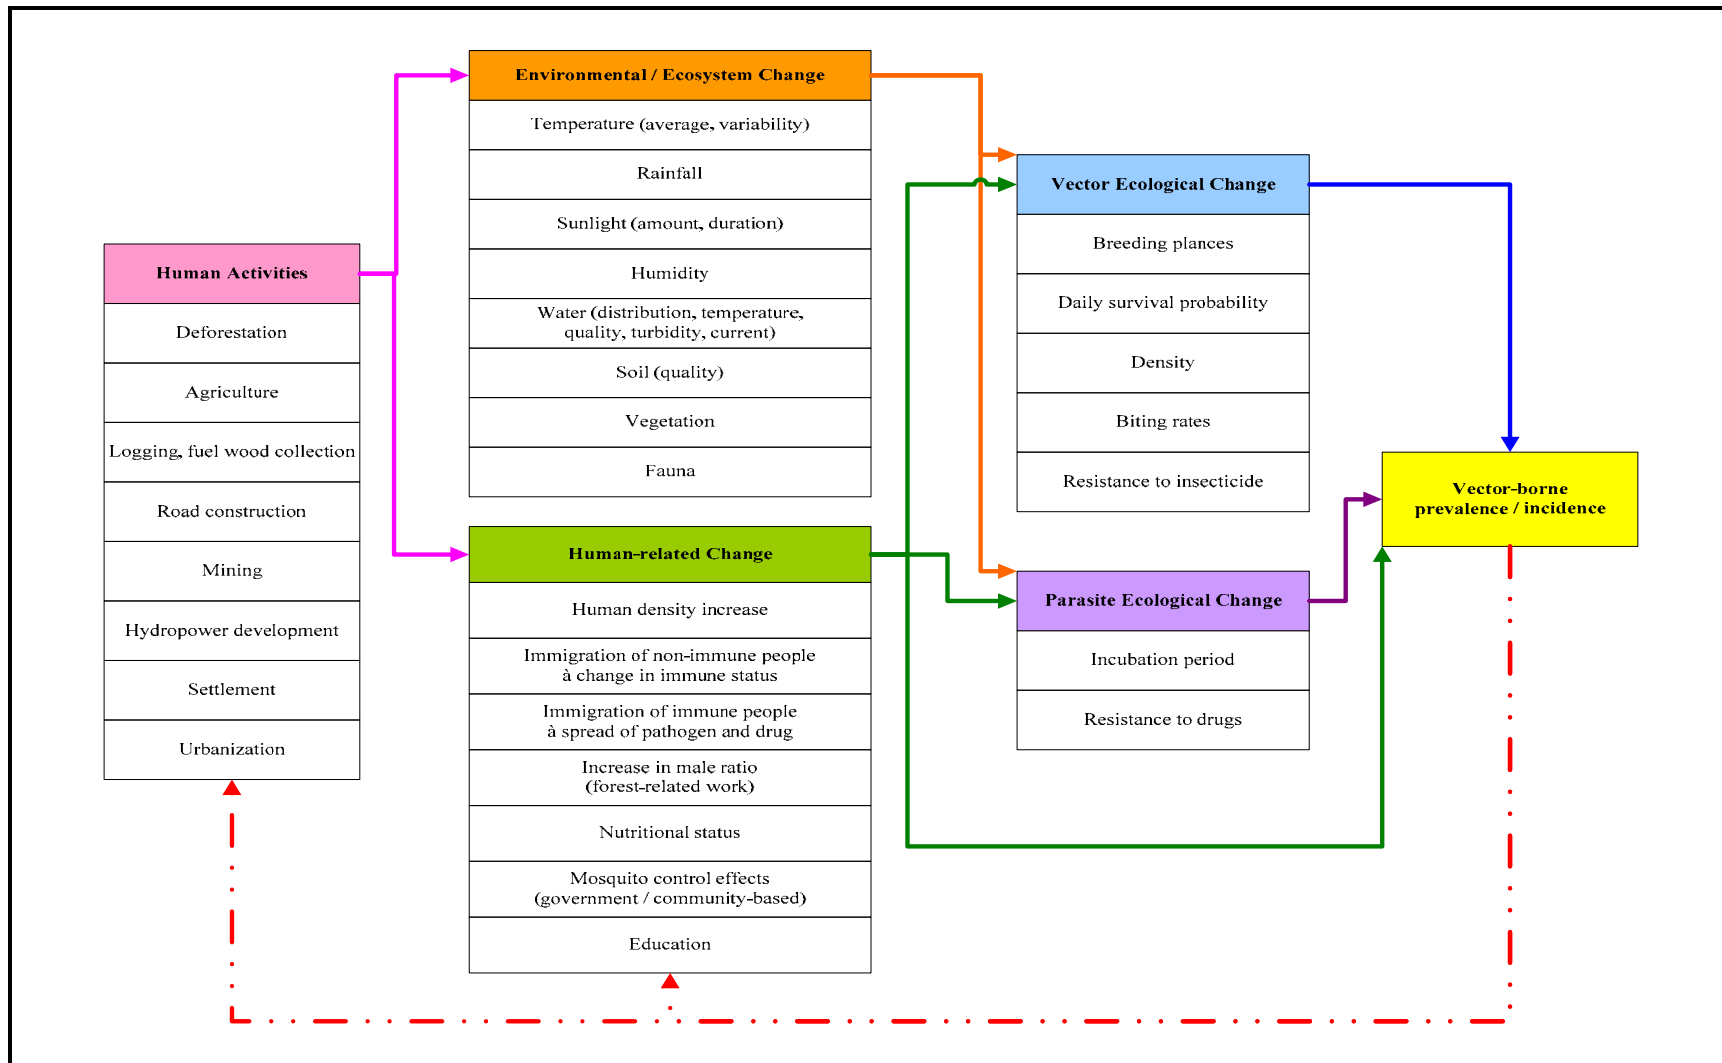 Human Activities
Deforestation
Agriculture
Logging, fuel wood collection
Road construction
Mining
Hydropower development
Settlement
Urbanization
Environmental / Ecosystem Change
Temperature (average, variability)
Rainfall
Sunlight (amount, duration)
Humidity
Water (distribution, temperature,
quality, turbidity, current)
Soil (quality)
Vegetation
Fauna
Human-related Change
Human density increase
Immigration of non-immune people
à change in immune status
Immigration of immune people
à spread of pathogen and drug
Increase in male ratio
(forest-related work)
Nutritional status
Mosquito control effects
(government / community-based)
Education
Vector Ecological Change
Breeding plances
Daily survival probability
Density
Biting rates
Resistance to insecticide
Parasite Ecological Change
Incubation period
Resistance to drugs
Vector-borne
prevalence / incidence